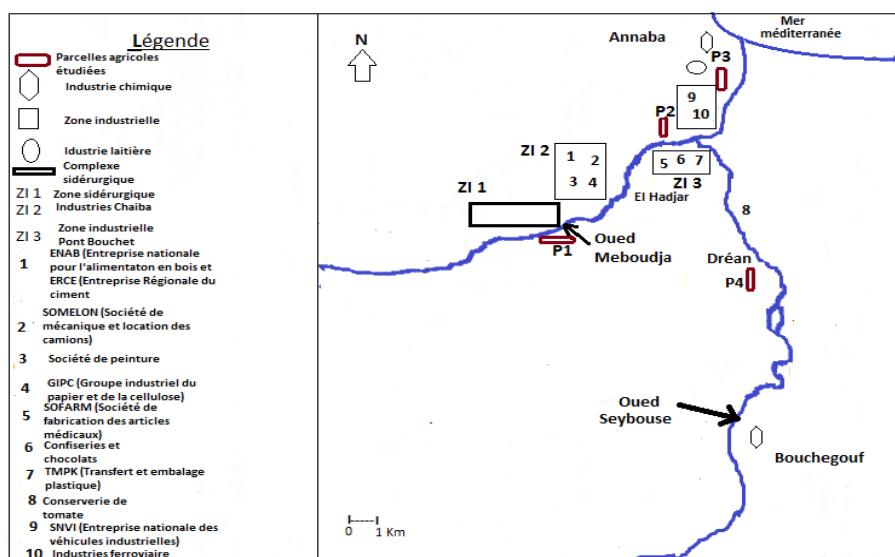 Légende
Parcelles agricoles
étudiées
Industrie chimique
Zone industrielle
Idustrie laitière
Complexe
sidérurgique
ZI 1 Zone sidérurgique
ZI 2 Industries Chaiba
ZI 3 Zone industrielle
Pont Bouchet
1 ENAB (Entreprise nationale
pour l'alimentaton en bois et
ERCE (Entreprise Régionale du
ciment
2 SOMELON (Société de
mécanique et location des
camions)
3 Société de peinture
4 GIPC (Groupe industriel du
papier et de la cellulose)
5 SOFARM (Société de
fabrication des articles
médicaux)
6 Confiseries et
chocolats
7 TMPK (Transfert et embalage
plastique)
8 Conserverie de
tomate
9 SNVI (Entreprise nationale des
véhicules industrielles)
10 Industries ferroviaire
N
Annaba
Mer
méditerranée
P3
9
10
P2
ZI 2
1 2
3 4
5 6 7
ZI 3
El Hadjar
ZI 1
P1
Oued
Meboudja
8
Dréan
P4
Oued
Seybouse
Bouchegouf
0 1 Km